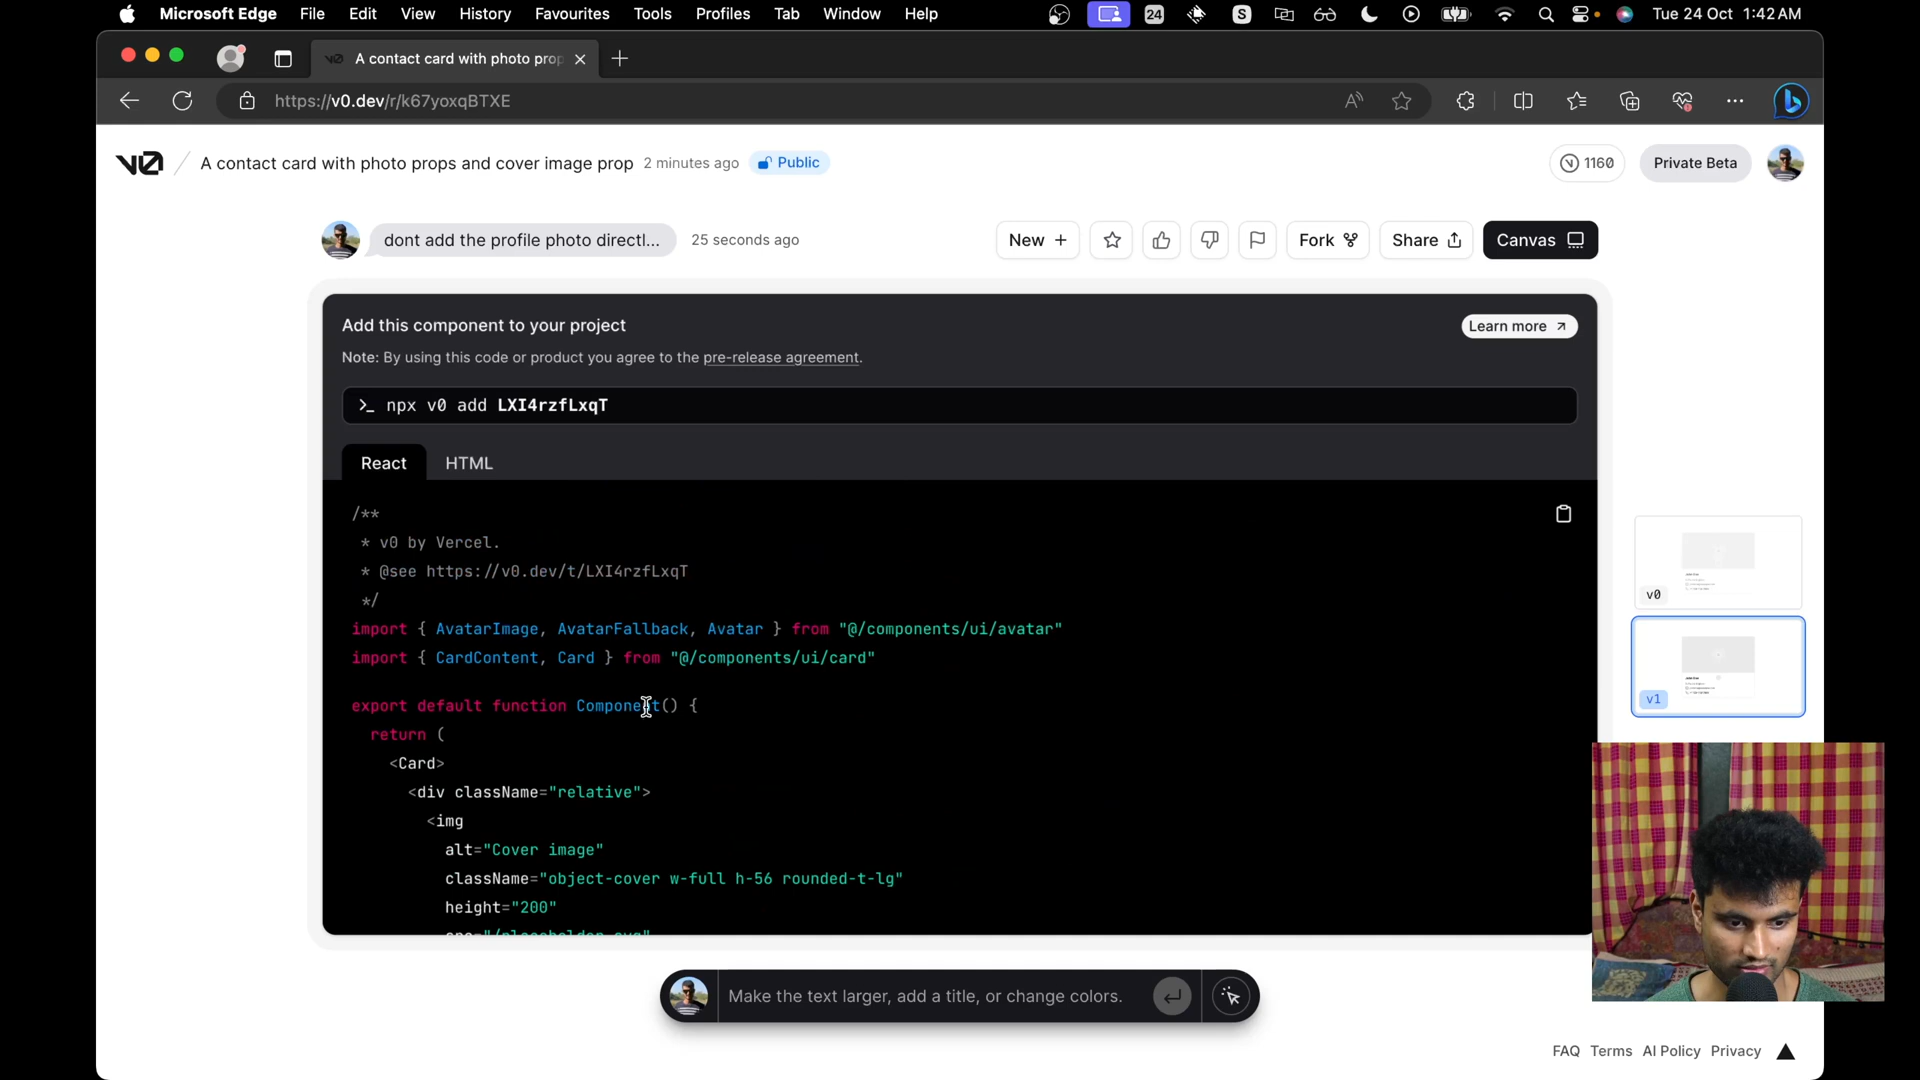 Microsoft Edge File Edit View History Favourites Tools Profiles Tab Window Help 24 S Tue 24 Oct 1:42 AM
A contact card with photo prop
https://v0.dev/r/k67yoxqBTXE
v0 / A contact card with photo props and cover image prop 2 minutes ago Public 1160 Private Beta
dont add the profile photo directl... 25 seconds ago New + Fork Share Canvas
Add this component to your project Learn more
Note: By using this code or product you agree to the pre-release agreement.
>_ npx v0 add LXI4rzfLxqT
React HTML
/**
* v0 by Vercel.
* @see https://v0.dev/t/LXI4rzfLxqT
*/
import { AvatarImage, AvatarFallback, Avatar } from "@/components/ui/avatar"
import { CardContent, Card } from "@/components/ui/card"
export default function Component() {
return (
<Card>
<div className="relative">
<img
alt="Cover image"
className="object-cover w-full h-56 rounded-t-lg"
height="200"
v0
v1
Make the text larger, add a title, or change colors.
FAQ Terms AI Policy Privacy